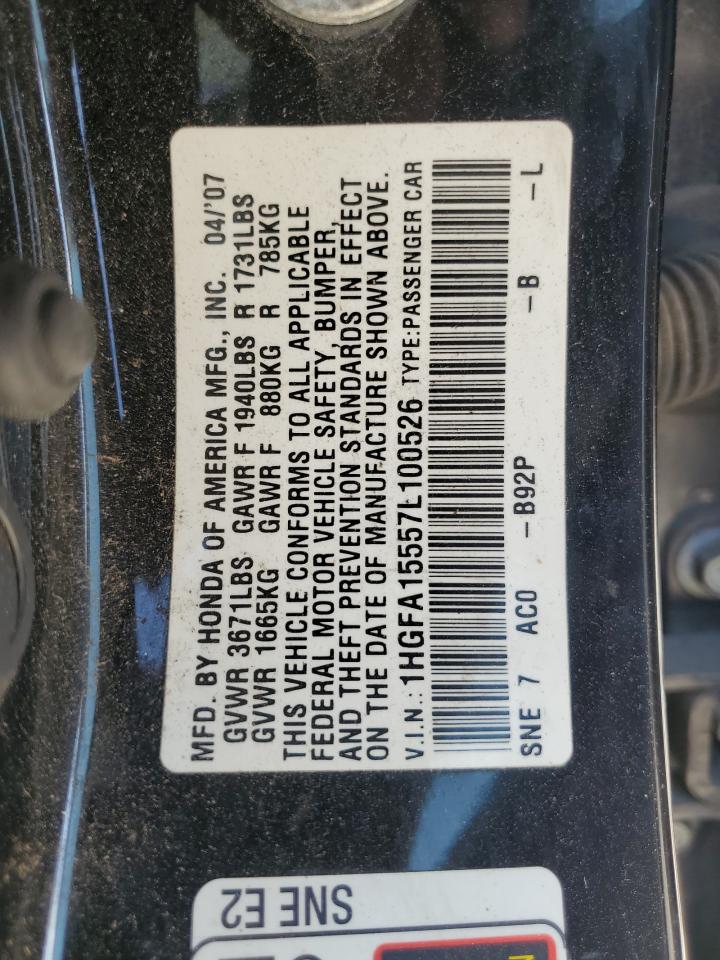 MFD. BY HONDA OF AMERICA MFG., INC. 04/'07
GVWR 3671LBS GAWR F 1940LBS R 1731LBS
GVWR 1665KG GAWR F 880KG R 785KG
THIS VEHICLE CONFORMS TO ALL APPLICABLE
FEDERAL MOTOR VEHICLE SAFETY, BUMPER,
AND THEFT PREVENTION STANDARDS IN EFFECT
ON THE DATE OF MANUFACTURE SHOWN ABOVE.
V.I.N.: 1HGFA15557L100526 TYPE:PASSENGER CAR
SNE 7 AC0 -B92P -B -L
SNE E2